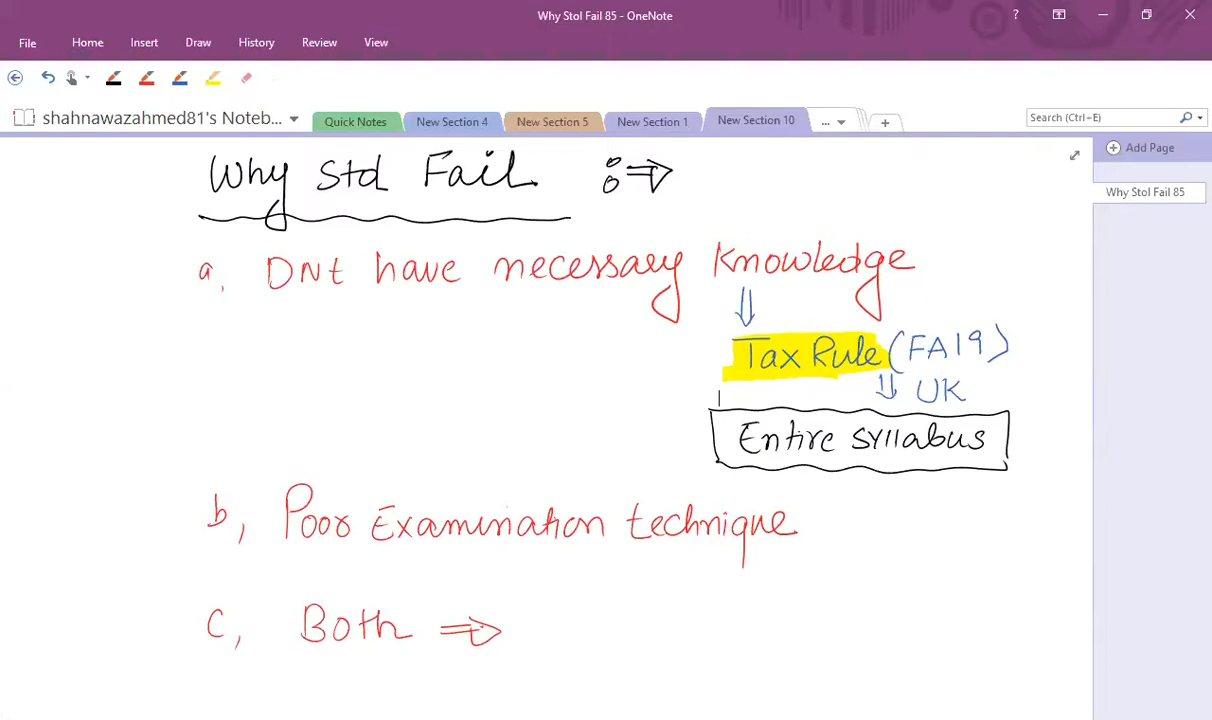 Why Stol Fail 85 - OneNote
?
File Home Insert Draw History Review View
shahnawazahmed81's Noteb... Quick Notes New Section 4 New Section 5 New Section 1 New Section 10 ... + Search (Ctrl+E)
Add Page
Why Std Fail :⇒
Why Stol Fail 85
a, DNt have necessary Knowledge
⇓
Tax Rule (FA19)
⇓ UK
Entire syllabus
b, Poor Examination technique
c, Both ⇒